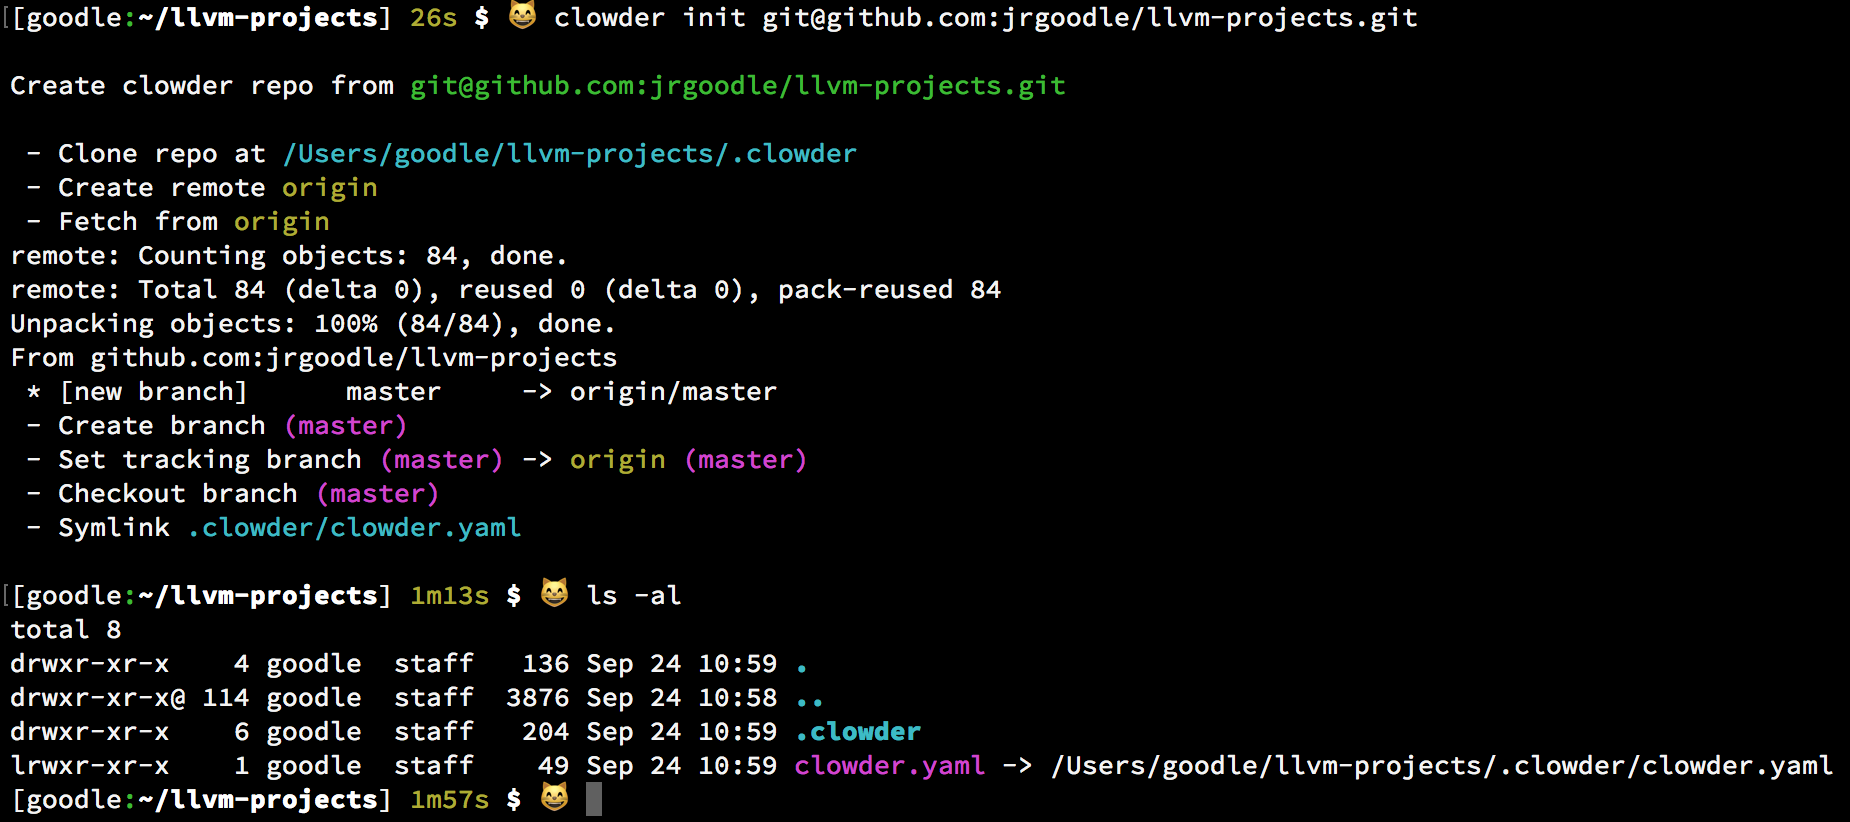 [[goodle:~/llvm-projects] 26s $ 😸 clowder init git@github.com:jrgoodle/llvm-projects.git
Create clowder repo from git@github.com:jrgoodle/llvm-projects.git
 - Clone repo at /Users/goodle/llvm-projects/.clowder
 - Create remote origin
 - Fetch from origin
remote: Counting objects: 84, done.
remote: Total 84 (delta 0), reused 0 (delta 0), pack-reused 84
Unpacking objects: 100% (84/84), done.
From github.com:jrgoodle/llvm-projects
 * [new branch]      master     -> origin/master
 - Create branch (master)
 - Set tracking branch (master) -> origin (master)
 - Checkout branch (master)
 - Symlink .clowder/clowder.yaml
[[goodle:~/llvm-projects] 1m13s $ 😸 ls -al
total 8
drwxr-xr-x    4 goodle  staff   136 Sep 24 10:59 .
drwxr-xr-x@ 114 goodle  staff  3876 Sep 24 10:58 ..
drwxr-xr-x    6 goodle  staff   204 Sep 24 10:59 .clowder
lrwxr-xr-x    1 goodle  staff    49 Sep 24 10:59 clowder.yaml -> /Users/goodle/llvm-projects/.clowder/clowder.yaml
[goodle:~/llvm-projects] 1m57s $ 😸